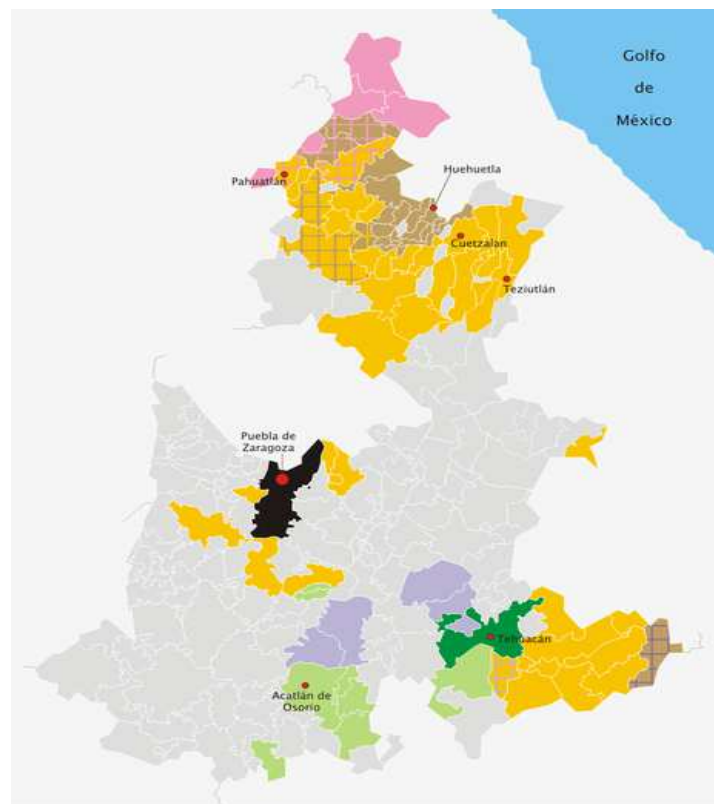 Golfo
de
México
Huehuetla
Pahuatlán
Cuetzalan
Teziutlán
Puebla de
Zaragoza
Tehuacán
Acatlán de
Osorio